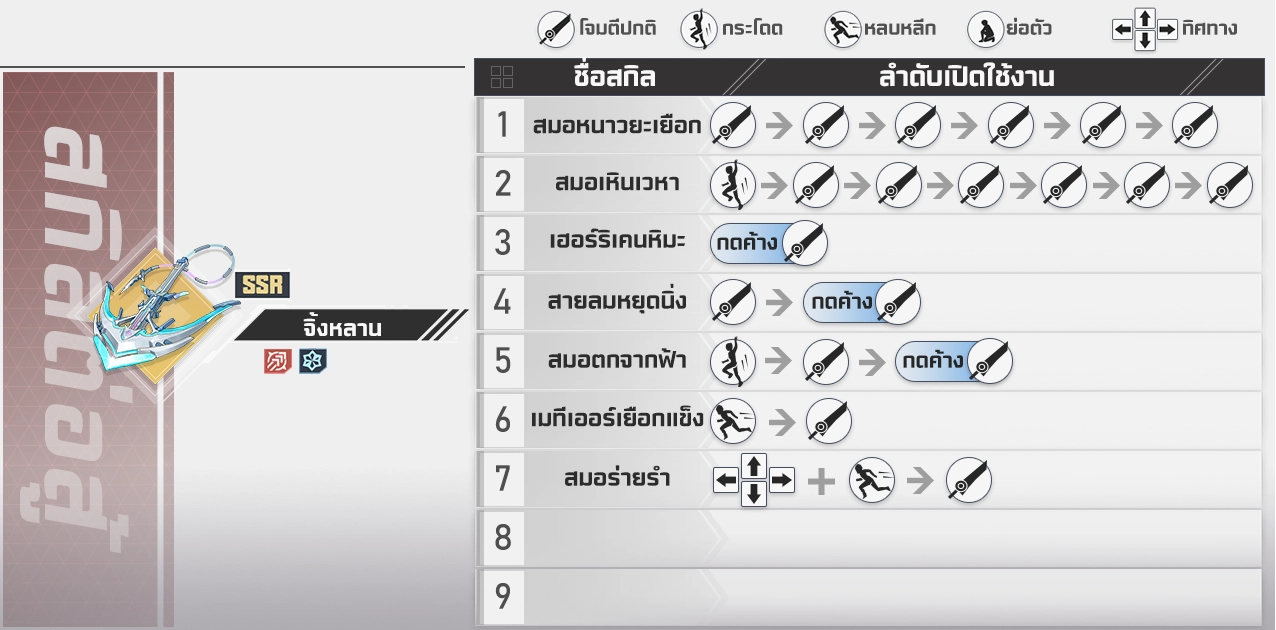 โจมตีปกติ กระโดด หลบหลีก ย่อตัว ทิศทาง
ชื่อสกิล ลำดับเปิดใช้งาน
สกิลต่อสู้
SSR
จิ้งหลาน
1 สมอหนาวยะเยือก
2 สมอเหินเวหา
3 เฮอร์ริเคนหิมะ กดค้าง
4 สายลมหยุดนิ่ง กดค้าง
5 สมอตกจากฟ้า กดค้าง
6 เมทีเออร์เยือกแข็ง
7 สมอร่ายรำ
8
9